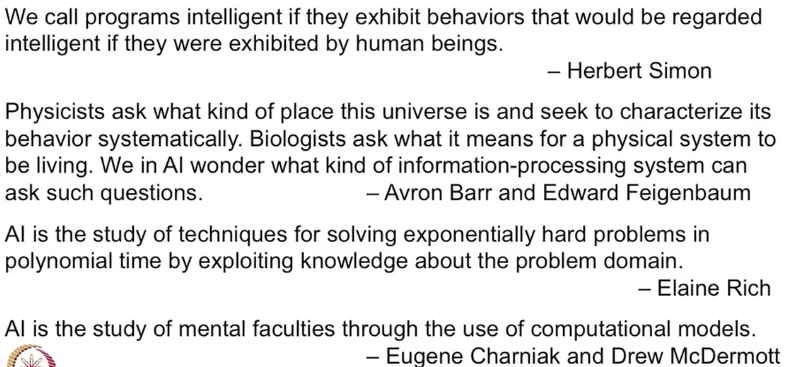 We call programs intelligent if they exhibit behaviors that would be regarded
intelligent if they were exhibited by human beings.
– Herbert Simon
Physicists ask what kind of place this universe is and seek to characterize its
behavior systematically. Biologists ask what it means for a physical system to
be living. We in AI wonder what kind of information-processing system can
ask such questions. – Avron Barr and Edward Feigenbaum
AI is the study of techniques for solving exponentially hard problems in
polynomial time by exploiting knowledge about the problem domain.
– Elaine Rich
AI is the study of mental faculties through the use of computational models.
– Eugene Charniak and Drew McDermott